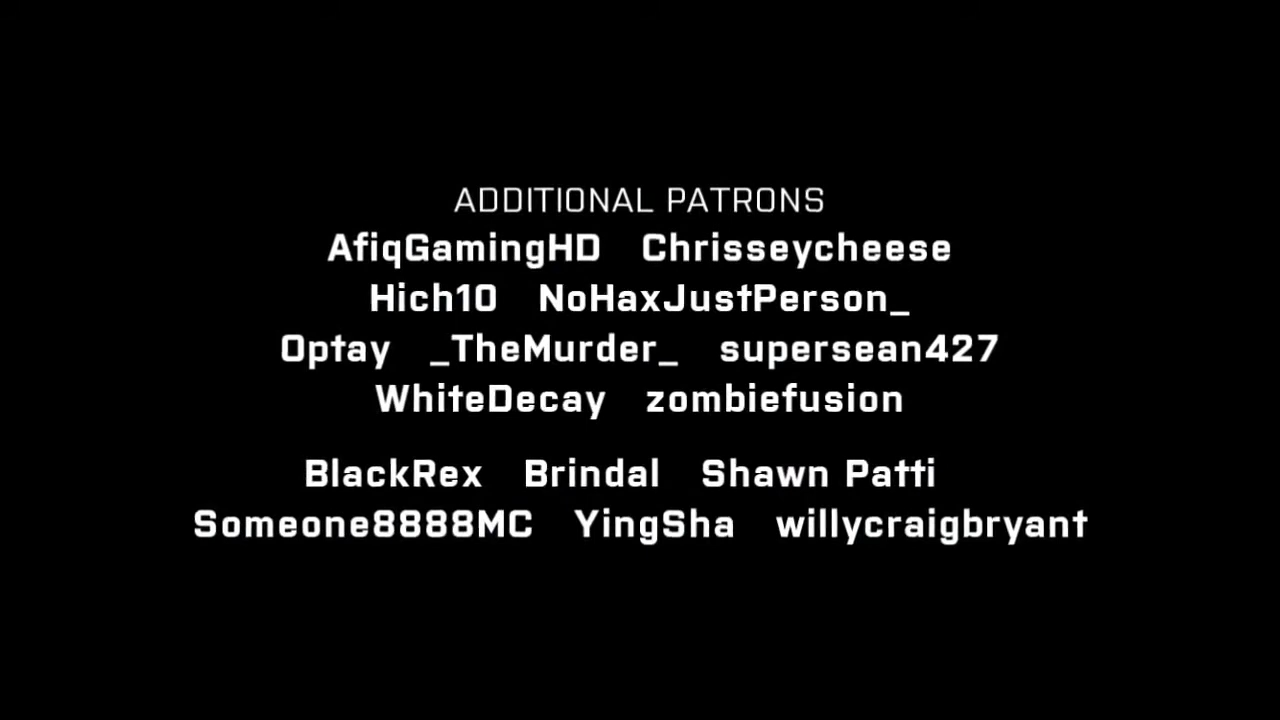 ADDITIONAL PATRONS
AfiqGamingHD Chrisseycheese
Hich10 NoHaxJustPerson_
Optay _TheMurder_ supersean427
WhiteDecay zombiefusion
BlackRex Brindal Shawn Patti
Someone8888MC YingSha willycraigbryant